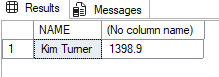 Results Messages
NAME (No column name)
1 Kim Turner 1398.9